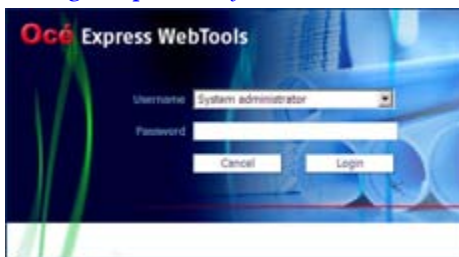 Océ Express WebTools
Username System administrator
Password
Cancel Login